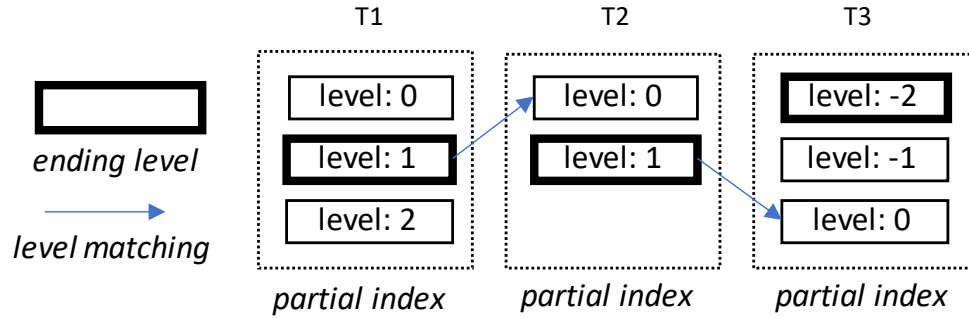 T1 T2 T3
level: 0 level: 0 level: -2
level: 1 level: 1 level: -1
level: 2 level: 0
ending level
level matching
partial index partial index partial index